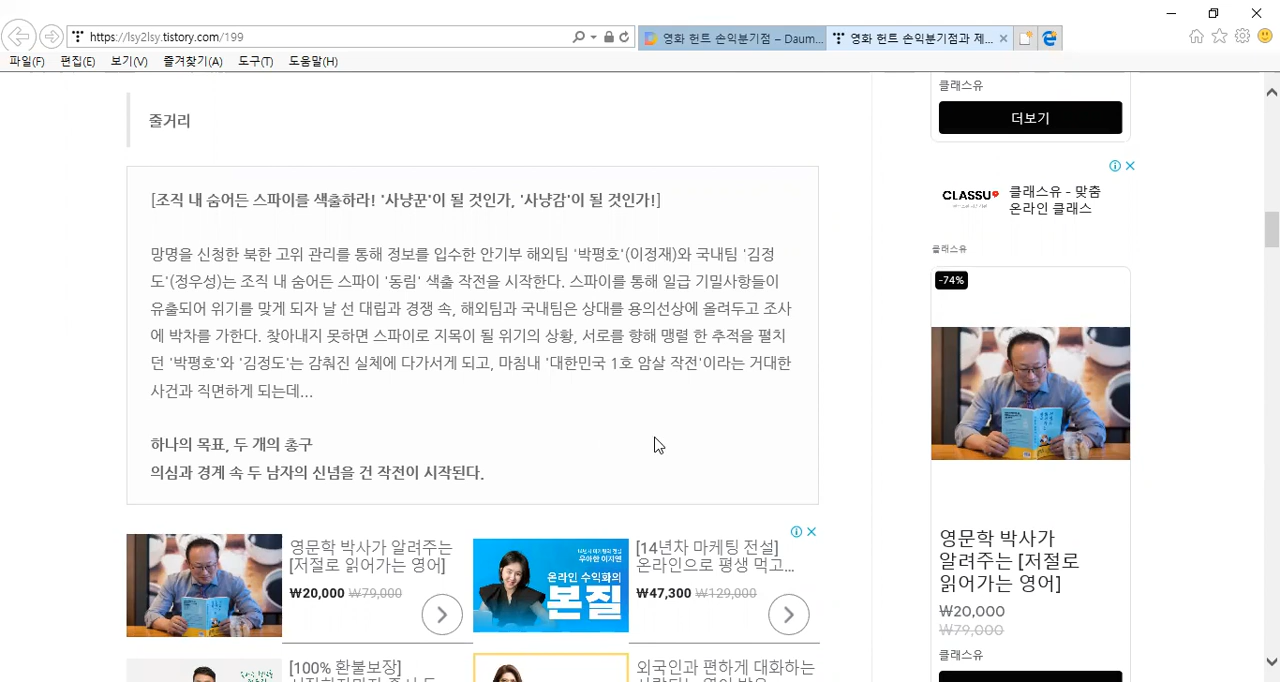 https://lsy2lsy.tistory.com/199
영화 헌트 손익분기점 – Daum...
영화 헌트 손익분기점과 제...
파일(F) 편집(E) 보기(V) 즐겨찾기(A) 도구(T) 도움말(H)
줄거리
[조직 내 숨어든 스파이를 색출하라! '사냥꾼'이 될 것인가, '사냥감'이 될 것인가!]
망명을 신청한 북한 고위 관리를 통해 정보를 입수한 안기부 해외팀 '박평호'(이정재)와 국내팀 '김정
도'(정우성)는 조직 내 숨어든 스파이 '동림' 색출 작전을 시작한다. 스파이를 통해 일급 기밀사항들이
유출되어 위기를 맞게 되자 날 선 대립과 경쟁 속, 해외팀과 국내팀은 상대를 용의선상에 올려두고 조사
에 박차를 가한다. 찾아내지 못하면 스파이로 지목이 될 위기의 상황, 서로를 향해 맹렬 한 추적을 펼치
던 '박평호'와 '김정도'는 감춰진 실체에 다가서게 되고, 마침내 '대한민국 1호 암살 작전'이라는 거대한
사건과 직면하게 되는데...
하나의 목표, 두 개의 총구
의심과 경계 속 두 남자의 신념을 건 작전이 시작된다.
영문학 박사가 알려주는
[저절로 읽어가는 영어]
₩20,000 ₩79,000
우아한 이지영
온라인 수익화의
본질
[14년차 마케팅 전설]
온라인으로 평생 먹고...
₩47,300 ₩129,000
[100% 환불보장]
외국인과 편하게 대화하는
클래스유
더보기
CLASSU
클래스유 - 맞춤
온라인 클래스
클래스유
-74%
영문학 박사가
알려주는 [저절로
읽어가는 영어]
₩20,000
₩79,000
클래스유